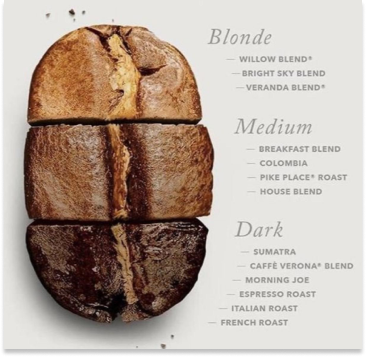 Blonde
— WILLOW BLEND®
— BRIGHT SKY BLEND
— VERANDA BLEND®
Medium
— BREAKFAST BLEND
— COLOMBIA
— PIKE PLACE® ROAST
— HOUSE BLEND
Dark
— SUMATRA
— CAFFÈ VERONA® BLEND
— MORNING JOE
— ESPRESSO ROAST
— ITALIAN ROAST
— FRENCH ROAST